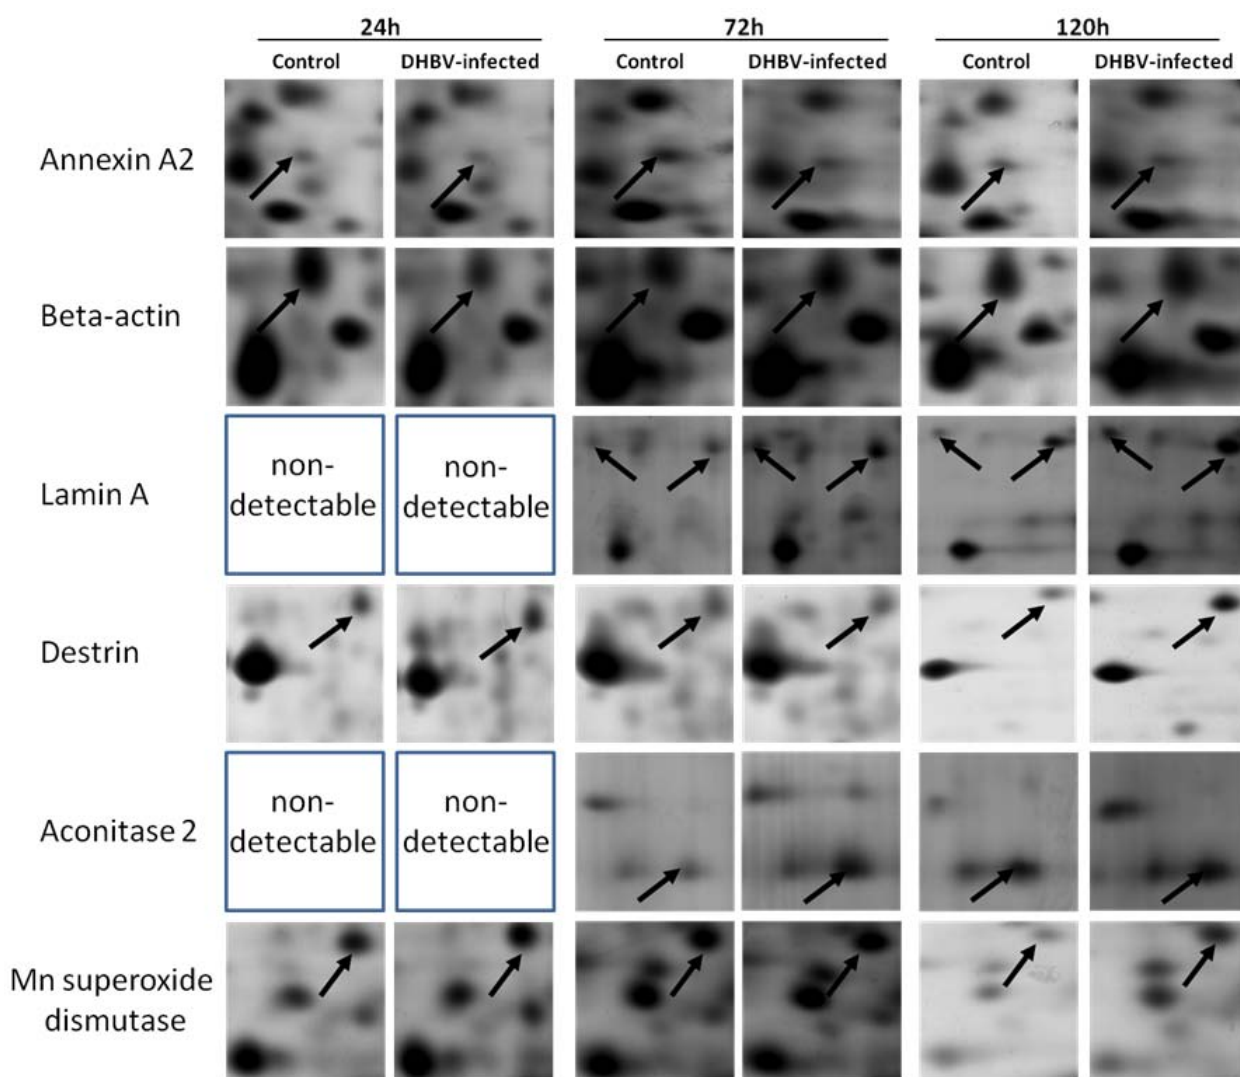 24h 72h 120h
Control DHBV-infected Control DHBV-infected Control DHBV-infected
Annexin A2
Beta-actin
Lamin A
non-
detectable
non-
detectable
Destrin
Aconitase 2
non-
detectable
non-
detectable
Mn superoxide
dismutase